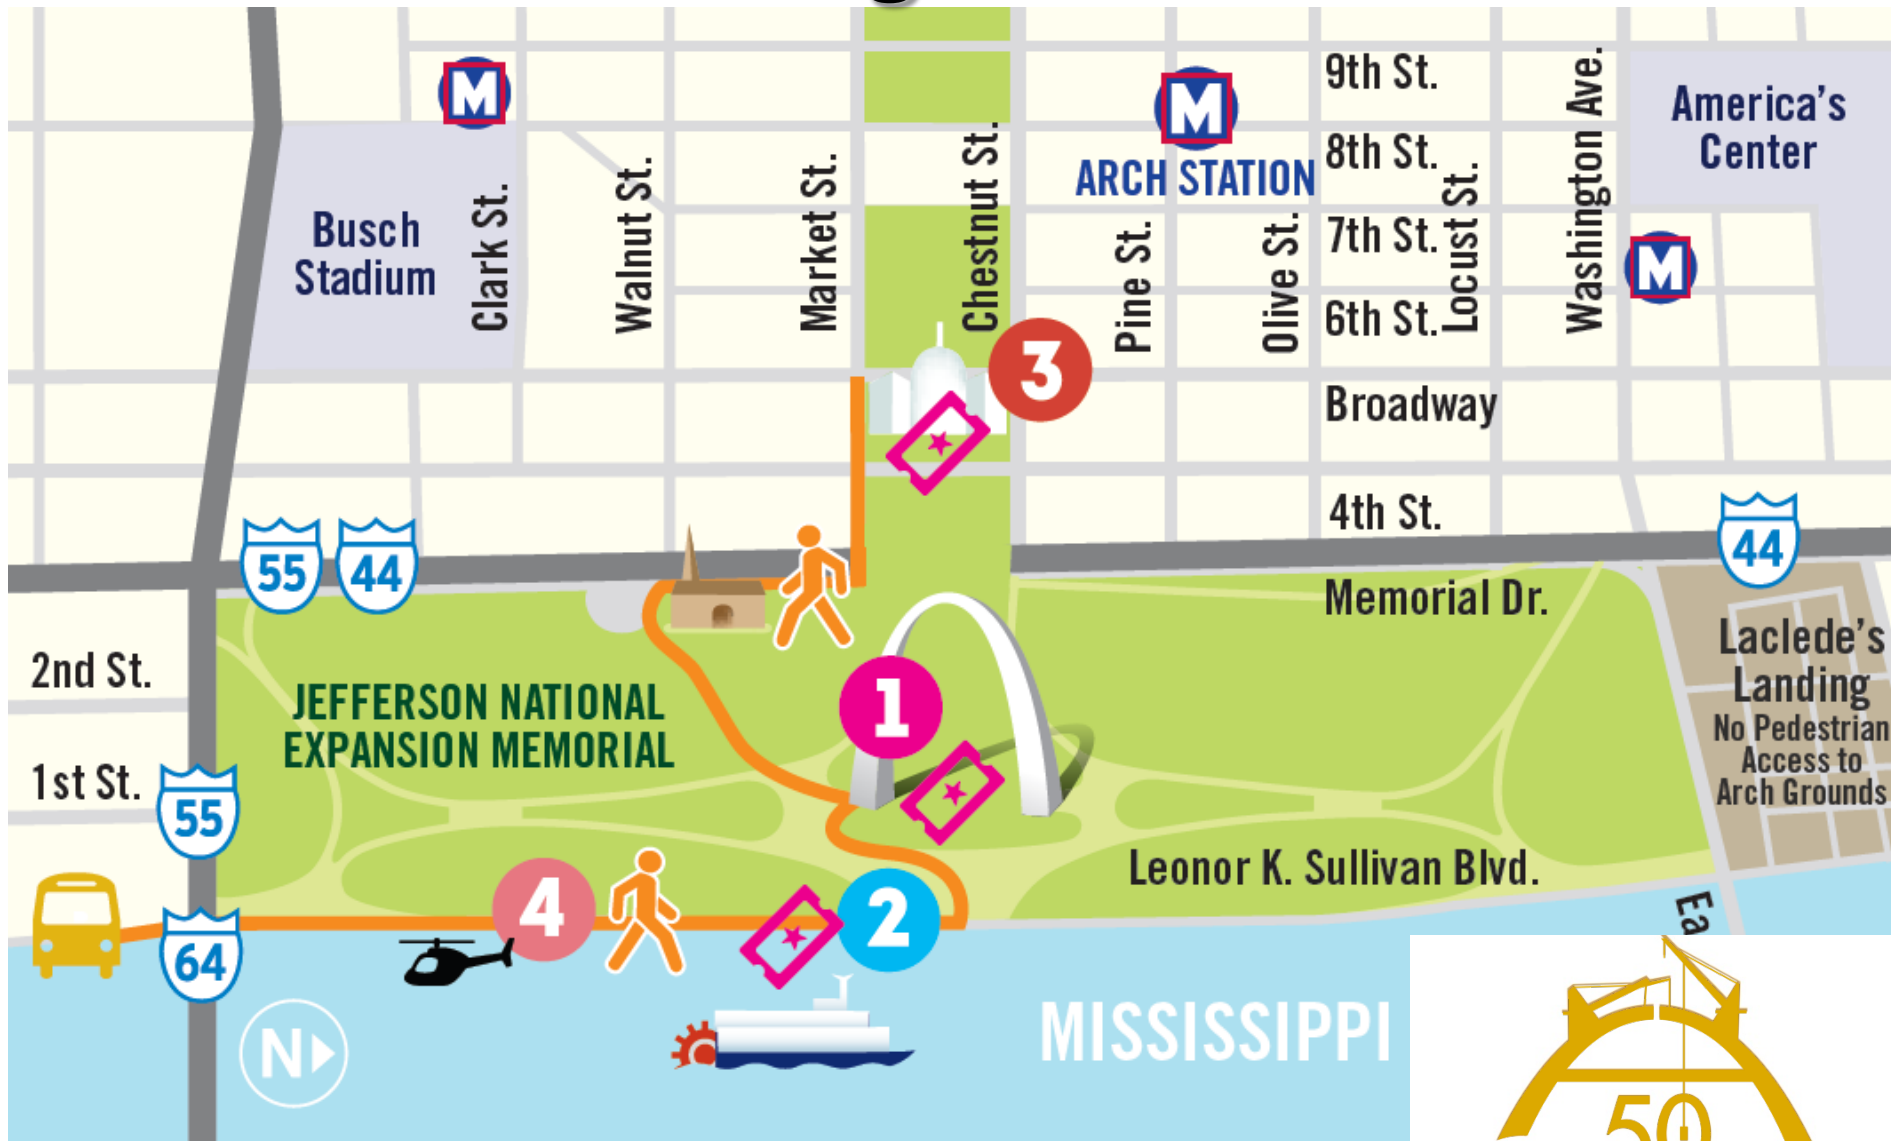 M
M
M
9th St.
8th St.
7th St.
6th St.
Broadway
4th St.
Memorial Dr.
ARCH STATION
America's
Center
Busch
Stadium
Clark St.
Walnut St.
Market St.
Chestnut St.
Pine St.
Olive St.
Locust St.
Washington Ave.
3
55
44
44
2nd St.
1st St.
JEFFERSON NATIONAL
EXPANSION MEMORIAL
1
Laclede's
Landing
No Pedestrian
Access to
Arch Grounds
55
64
4
2
Leonor K. Sullivan Blvd.
N
MISSISSIPPI
50